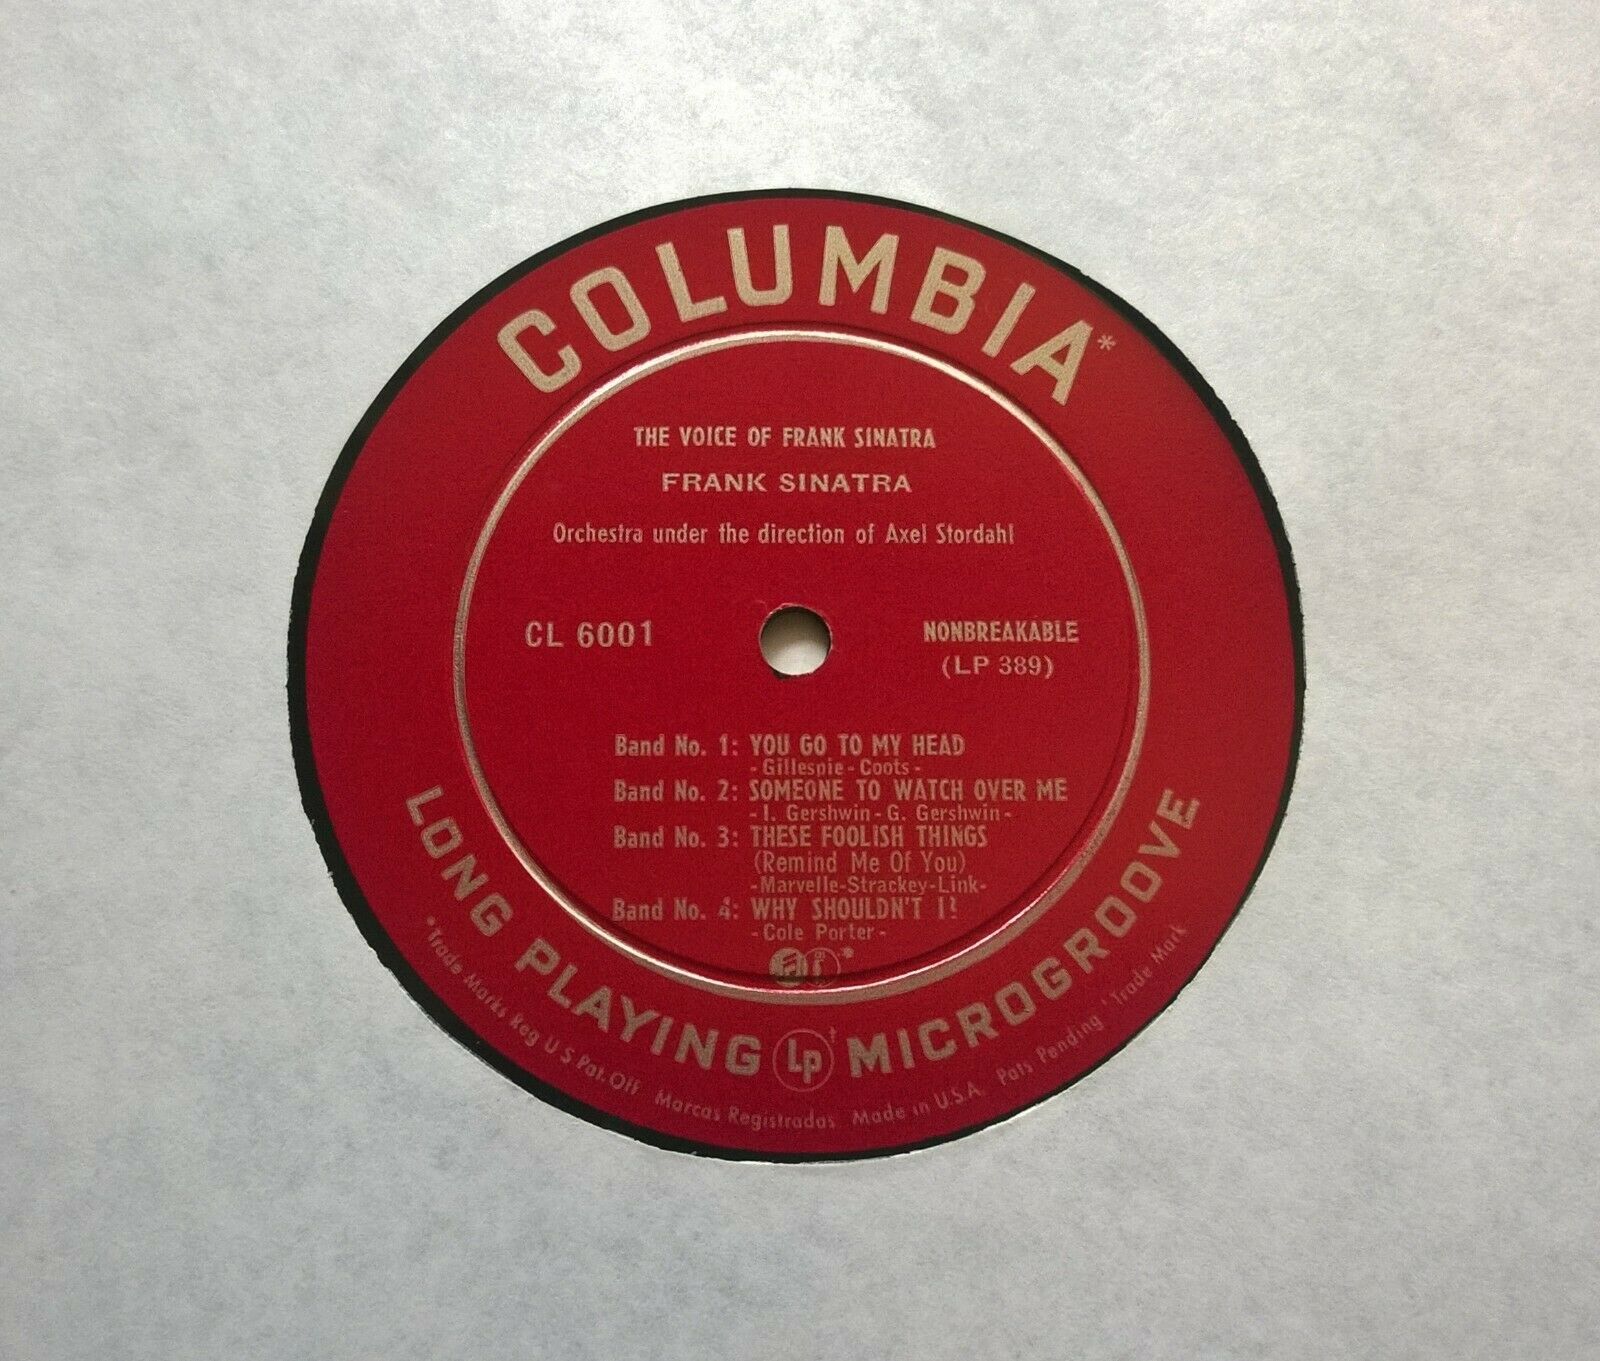 COLUMBIA*
THE VOICE OF FRANK SINATRA
FRANK SINATRA
Orchestra under the direction of Axel Stordahl
CL 6001
NONBREAKABLE
(LP 389)
Band No. 1: YOU GO TO MY HEAD
-Gillespie-Coots-
Band No. 2: SOMEONE TO WATCH OVER ME
-I. Gershwin-G. Gershwin-
Band No. 3: THESE FOOLISH THINGS
(Remind Me Of You)
-Marvelle-Strackey-Link-
Band No. 4: WHY SHOULDN'T I?
-Cole Porter-
LONG PLAYING Lp† MICROGROOVE
*Trade Marks Reg U S Pat. Off Marcas Registradas Made in U.S.A. Pats Pending †Trade Mark